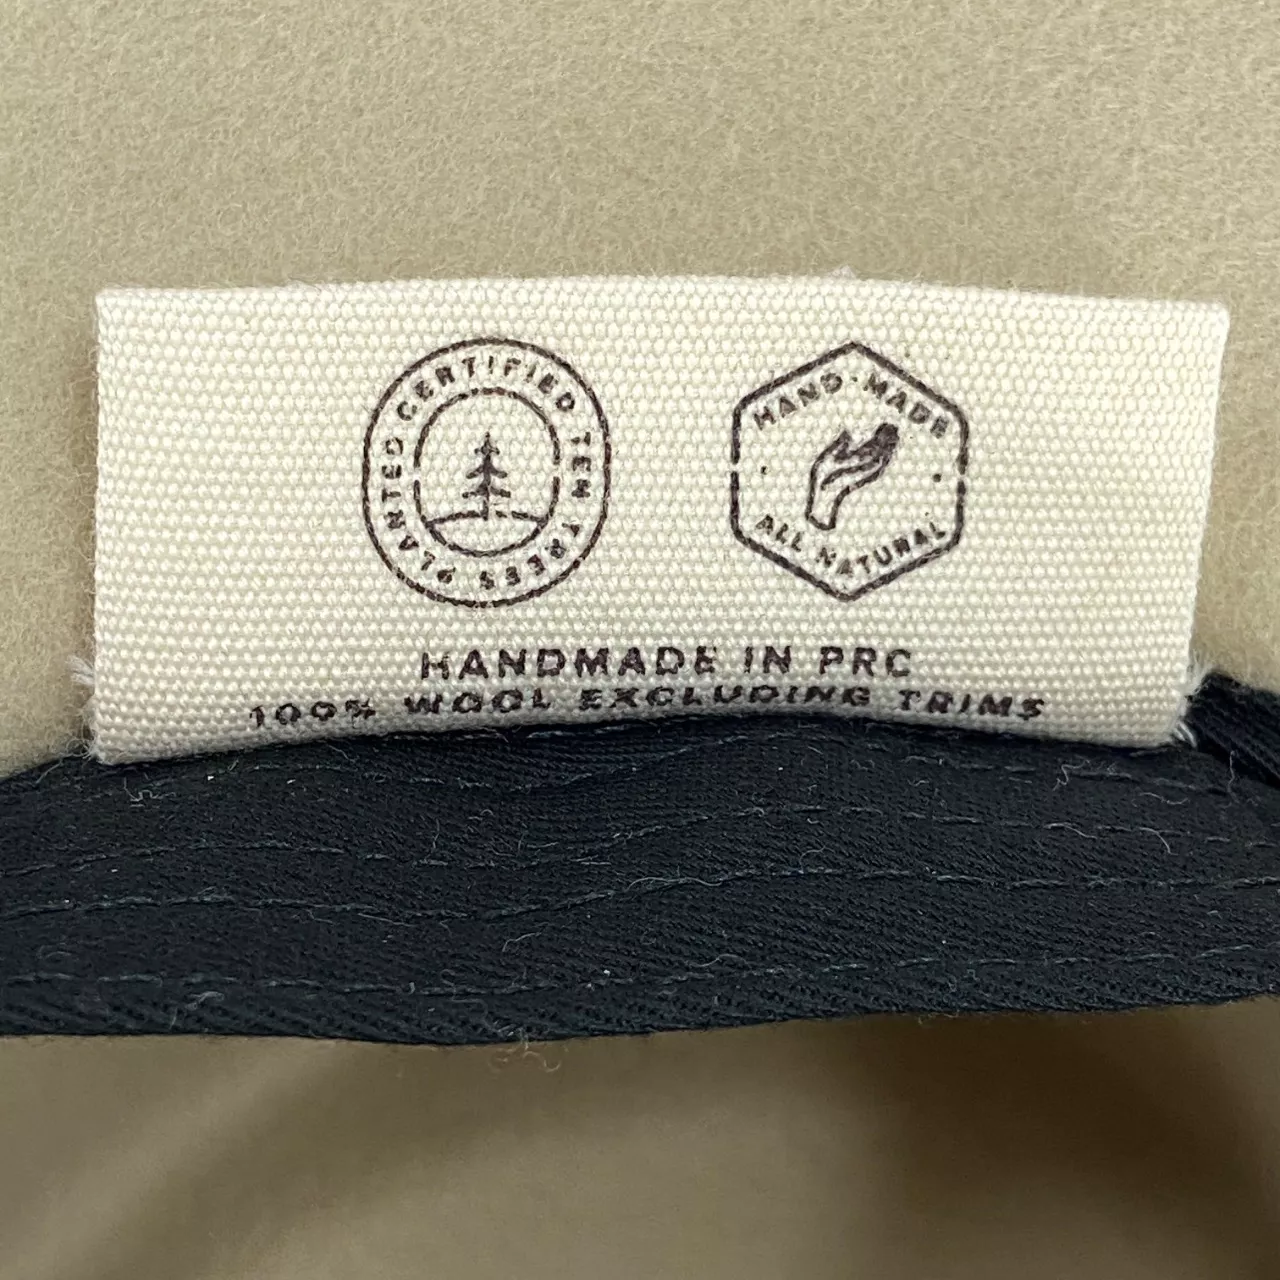 CERTIFIED TEN TREES PLANTED
HAND-MADE
ALL NATURAL
HANDMADE IN PRC
100% WOOL EXCLUDING TRIMS